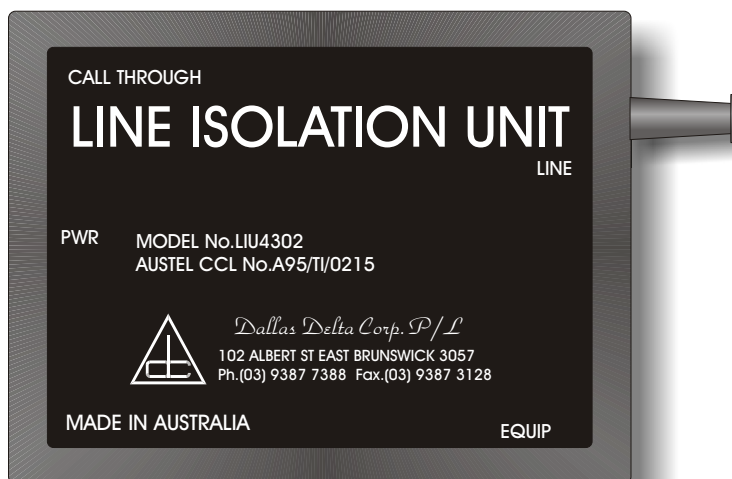 CALL THROUGH
LINE ISOLATION UNIT
LINE
PWR
MODEL No.LIU4302
AUSTEL CCL No.A95/TI/0215
Dallas Delta Corp. P/L
102 ALBERT ST EAST BRUNSWICK 3057
Ph.(03) 9387 7388 Fax.(03) 9387 3128
MADE IN AUSTRALIA
EQUIP